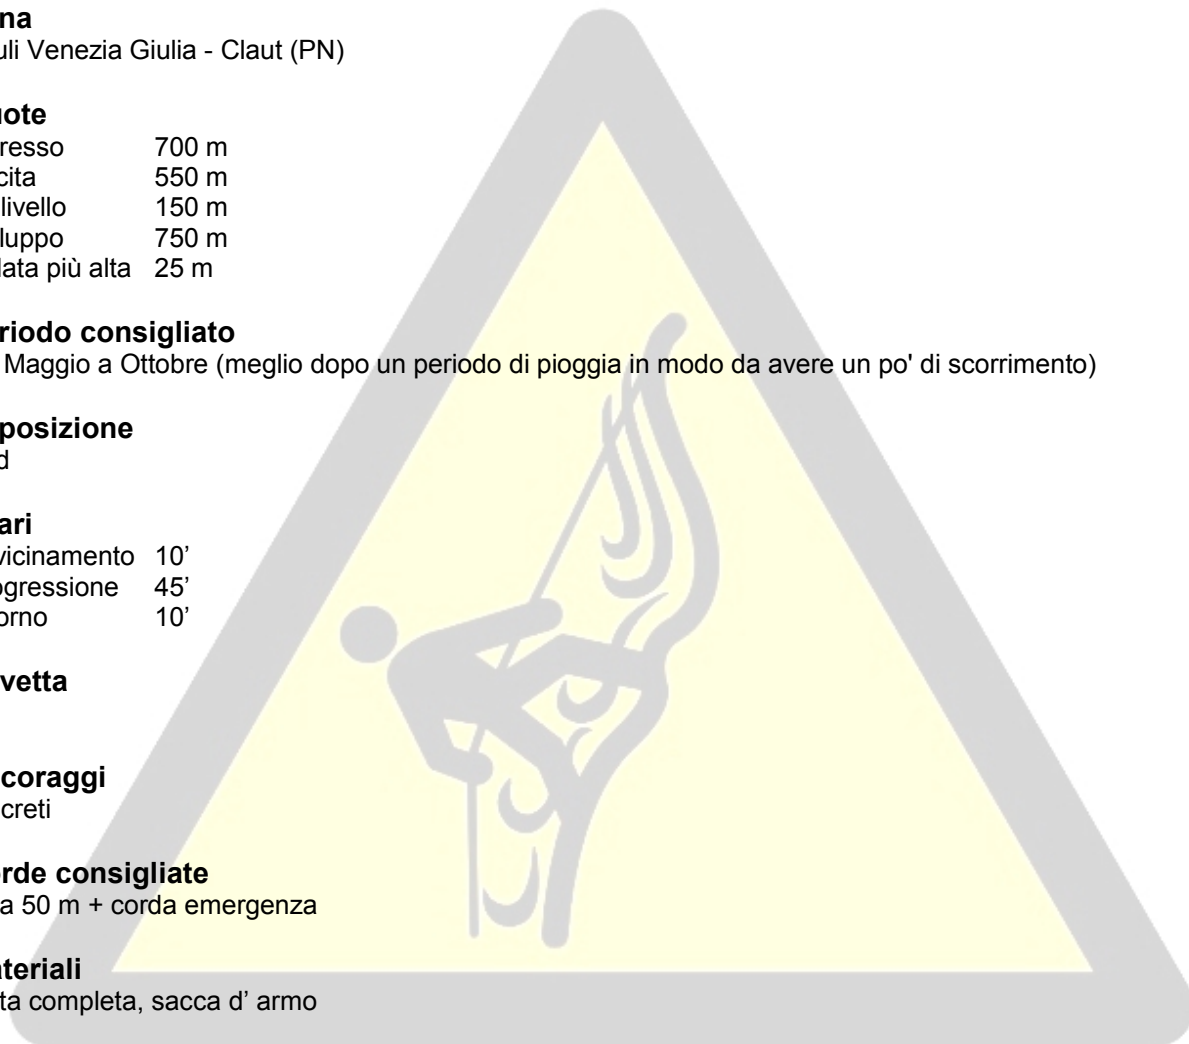 na
uli Venezia Giulia - Claut (PN)
uote
resso 700 m
cita 550 m
livello 150 m
luppo 750 m
lata più alta 25 m
riodo consigliato
Maggio a Ottobre (meglio dopo un periodo di pioggia in modo da avere un po' di scorrimento)
posizione
d
ari
vicinamento 10’
ogressione 45’
orno 10’
vetta
coraggi
creti
rde consigliate
a 50 m + corda emergenza
ateriali
ta completa, sacca d’ armo